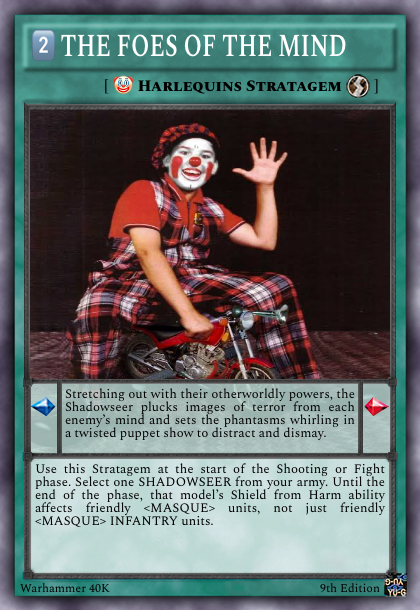 2 THE FOES OF THE MIND
[ HARLEQUINS STRATAGEM ]
Stretching out with their otherworldly powers, the
Shadowseer plucks images of terror from each
enemy's mind and sets the phantasms whirling in
a twisted puppet show to distract and dismay.
Use this Stratagem at the start of the Shooting or Fight
phase. Select one SHADOWSEER from your army. Until the
end of the phase, that model's Shield from Harm ability
affects friendly <MASQUE> units, not just friendly
<MASQUE> INFANTRY units.
Warhammer 40K 9th Edition